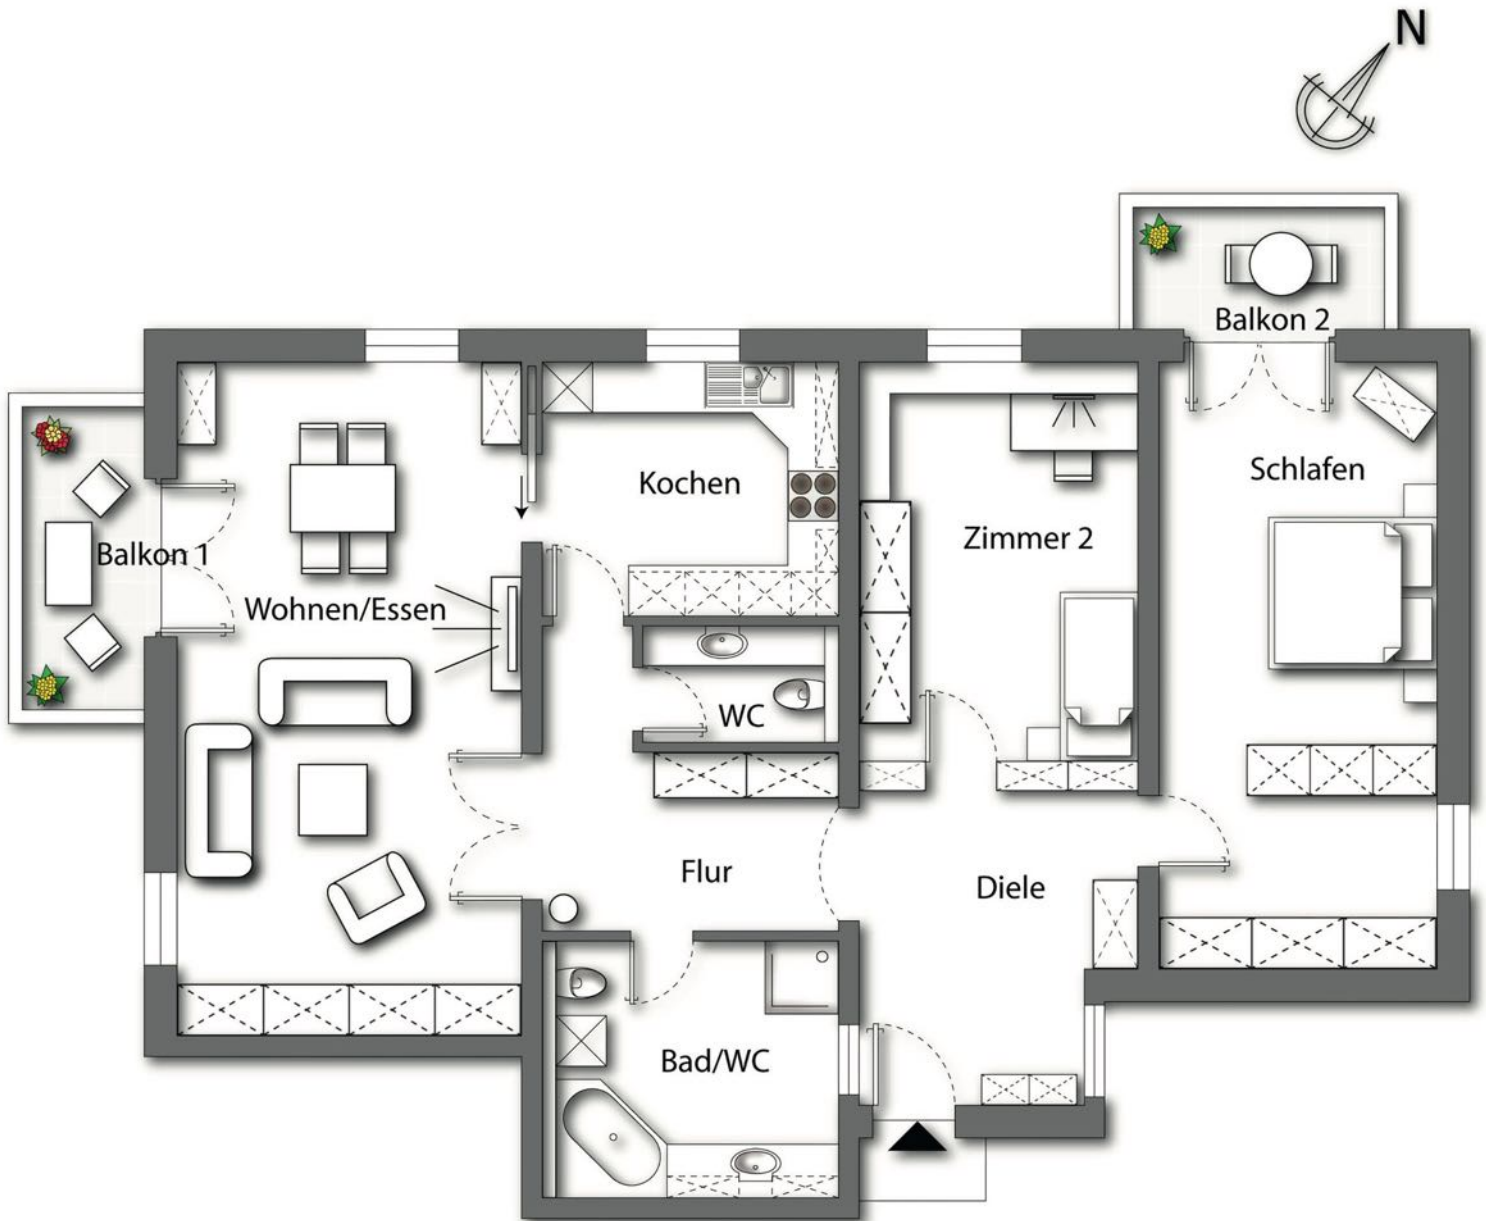 N
Balkon 2
Schlafen
Kochen
Zimmer 2
Balkon 1
Wohnen/Essen
WC
Flur
Diele
Bad/WC